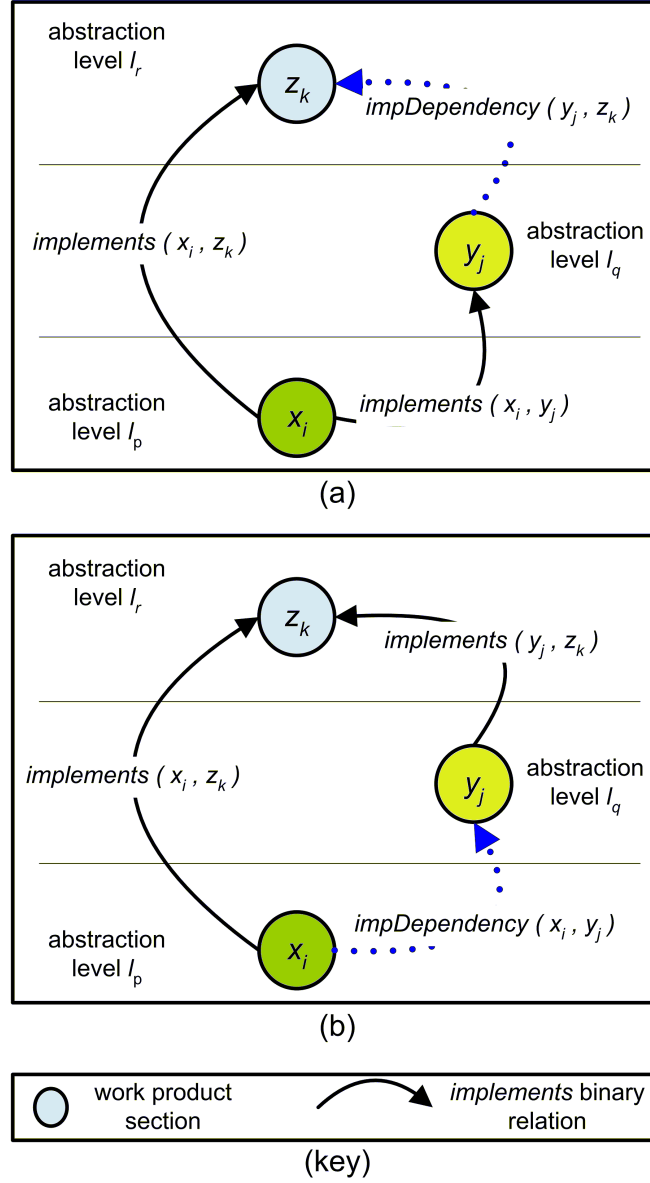 abstraction
level l_r
z_k
impDependency ( y_j , z_k )
implements ( x_i , z_k )
y_j
abstraction
level l_q
abstraction
level l_p
x_i
implements ( x_i , y_j )
(a)
abstraction
level l_r
z_k
implements ( y_j , z_k )
implements ( x_i , z_k )
y_j
abstraction
level l_q
abstraction
level l_p
x_i
impDependency ( x_i , y_j )
(b)
work product
section
implements binary
relation
(key)